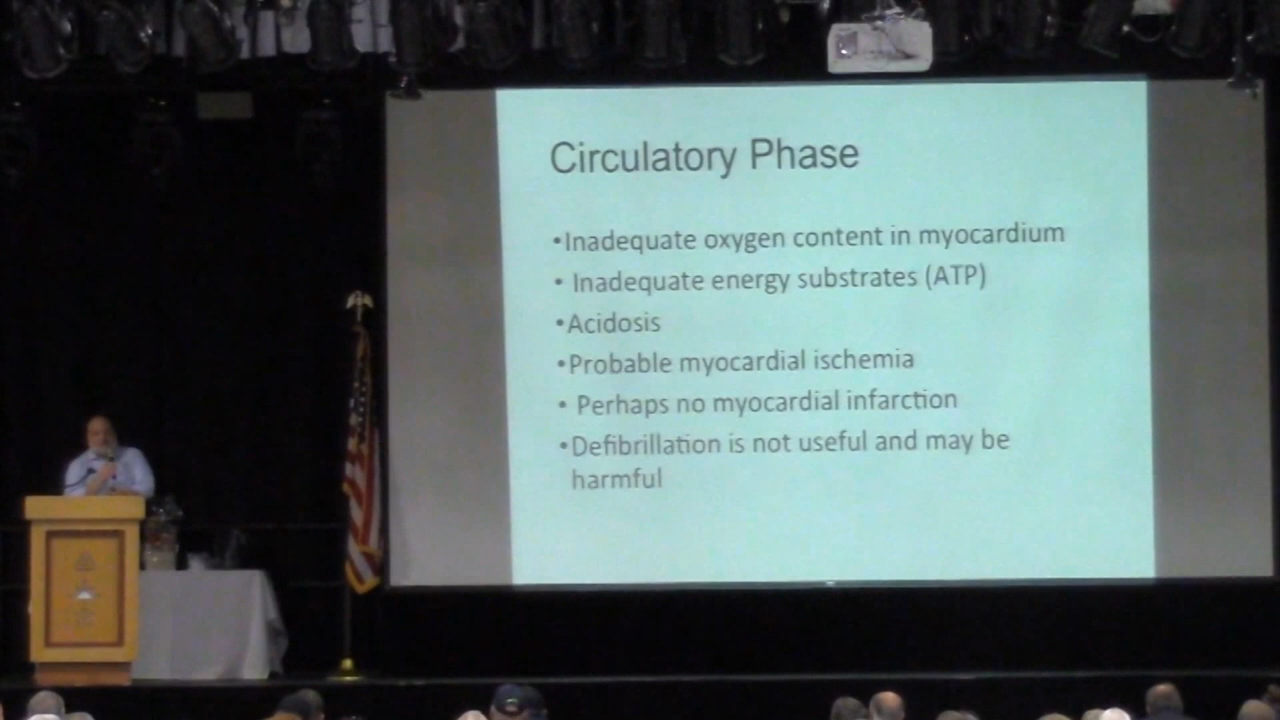 Circulatory Phase
•Inadequate oxygen content in myocardium
• Inadequate energy substrates (ATP)
•Acidosis
•Probable myocardial ischemia
• Perhaps no myocardial infarction
•Defibrillation is not useful and may be
harmful